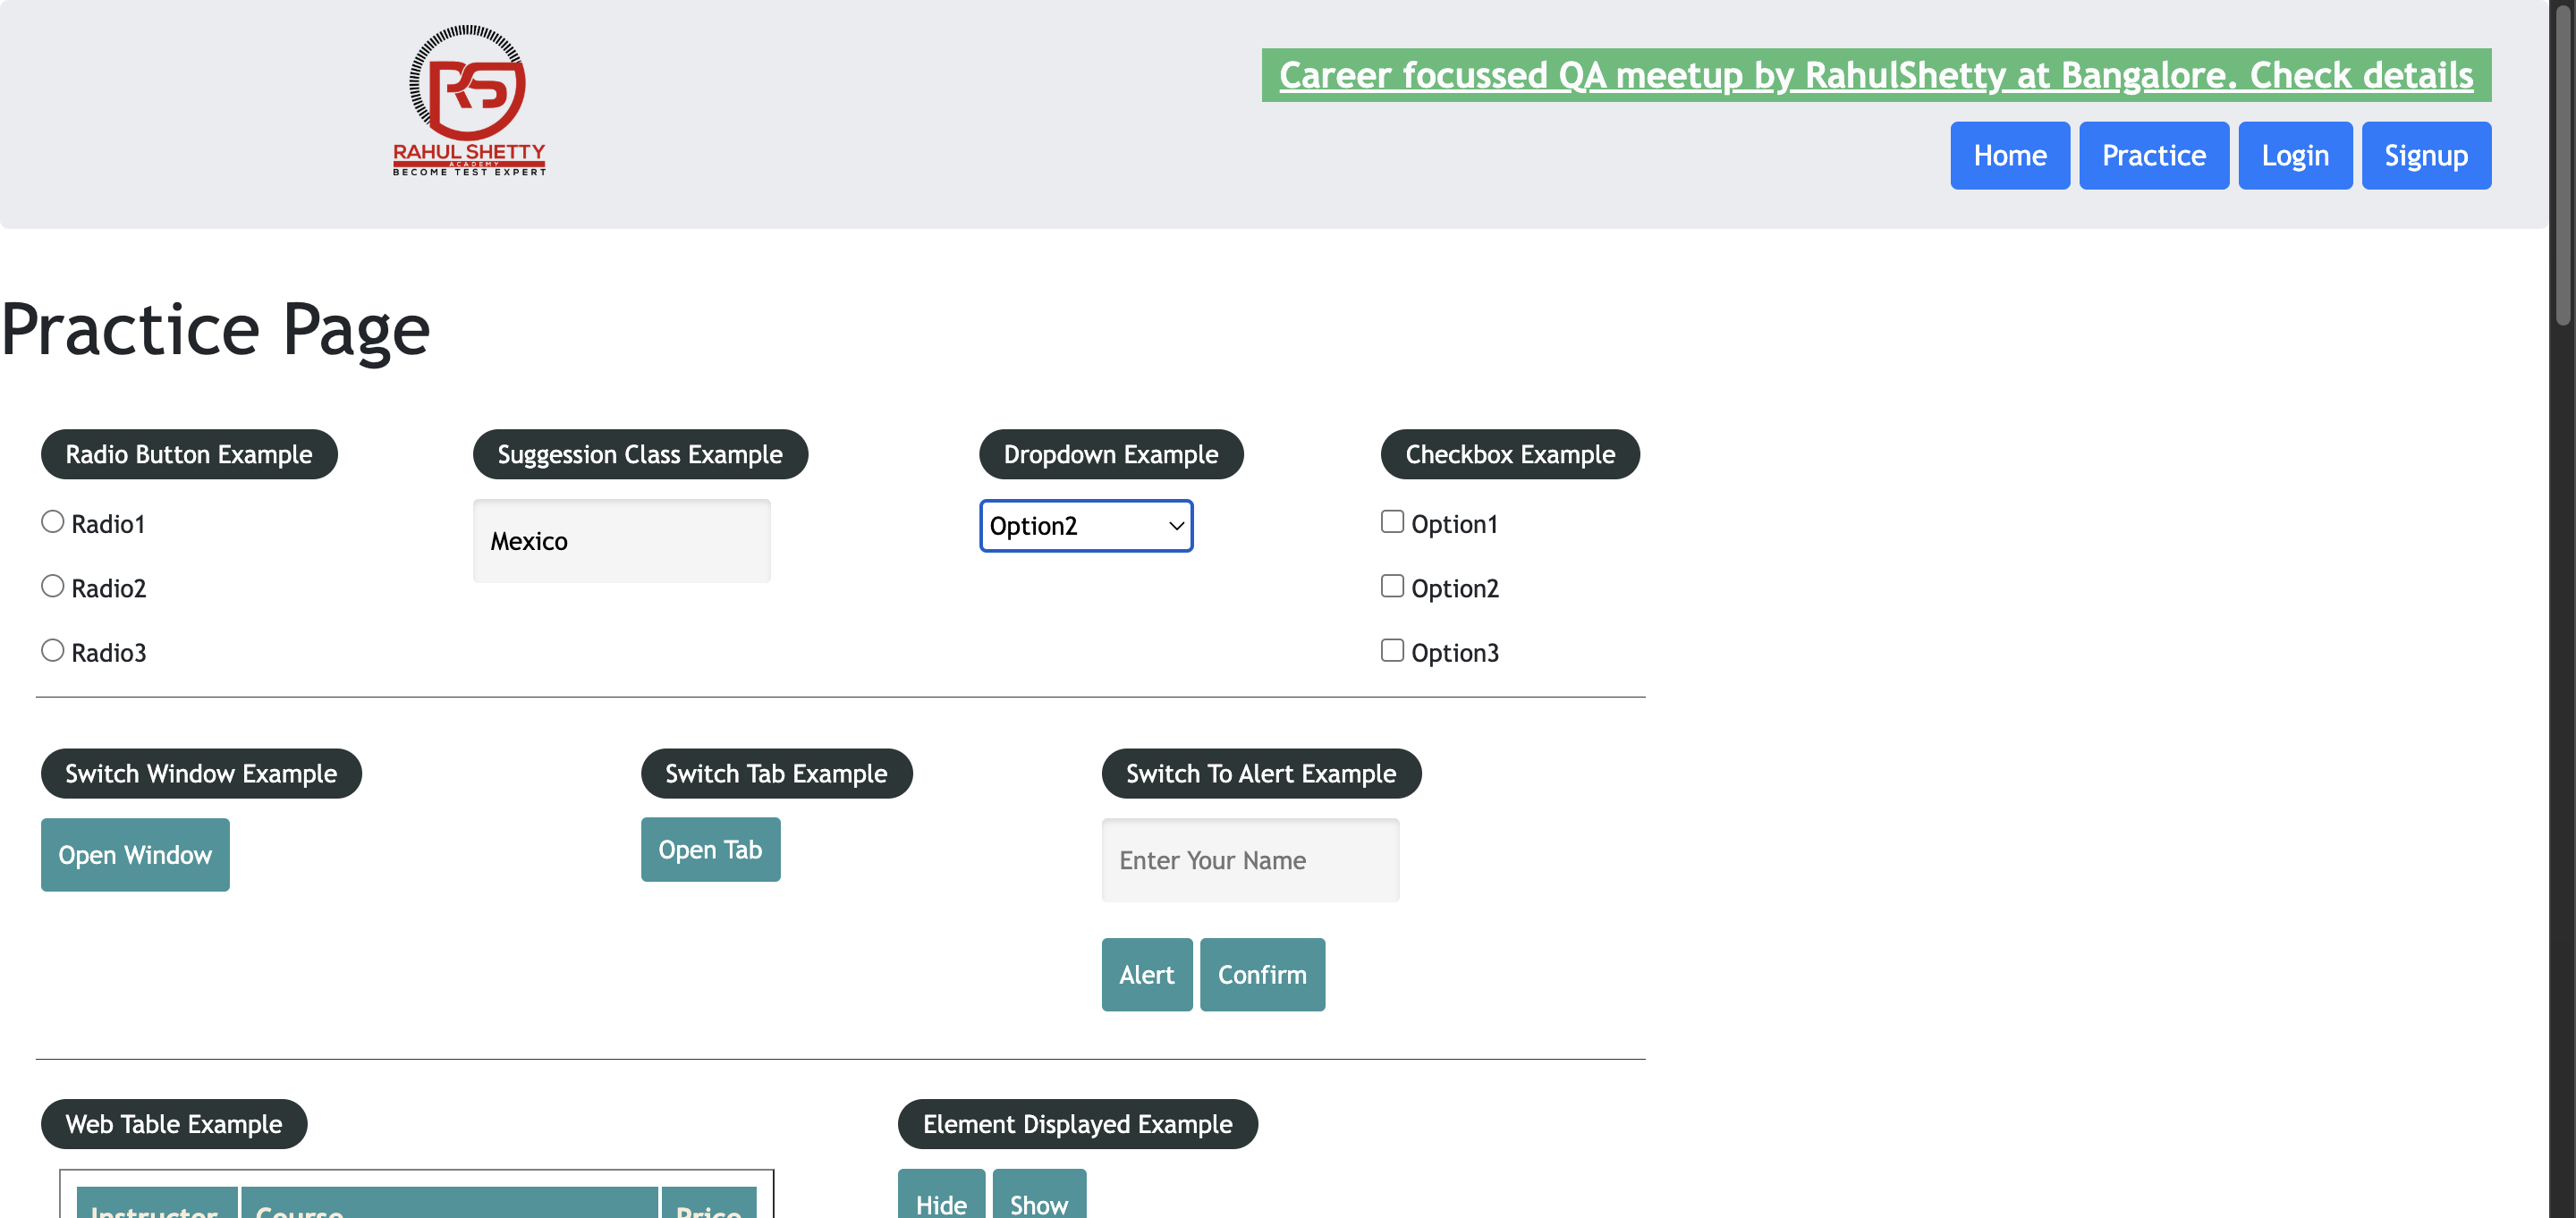 RS
RAHUL SHETTY
ACADEMY
BECOME TEST EXPERT
Career focussed QA meetup by RahulShetty at Bangalore. Check details
Home Practice Login Signup
Practice Page
Radio Button Example
Radio1
Radio2
Radio3
Suggession Class Example
Mexico
Dropdown Example
Option2
Checkbox Example
Option1
Option2
Option3
Switch Window Example
Open Window
Switch Tab Example
Open Tab
Switch To Alert Example
Enter Your Name
Alert Confirm
Web Table Example
Instructor Course Price
Element Displayed Example
Hide Show